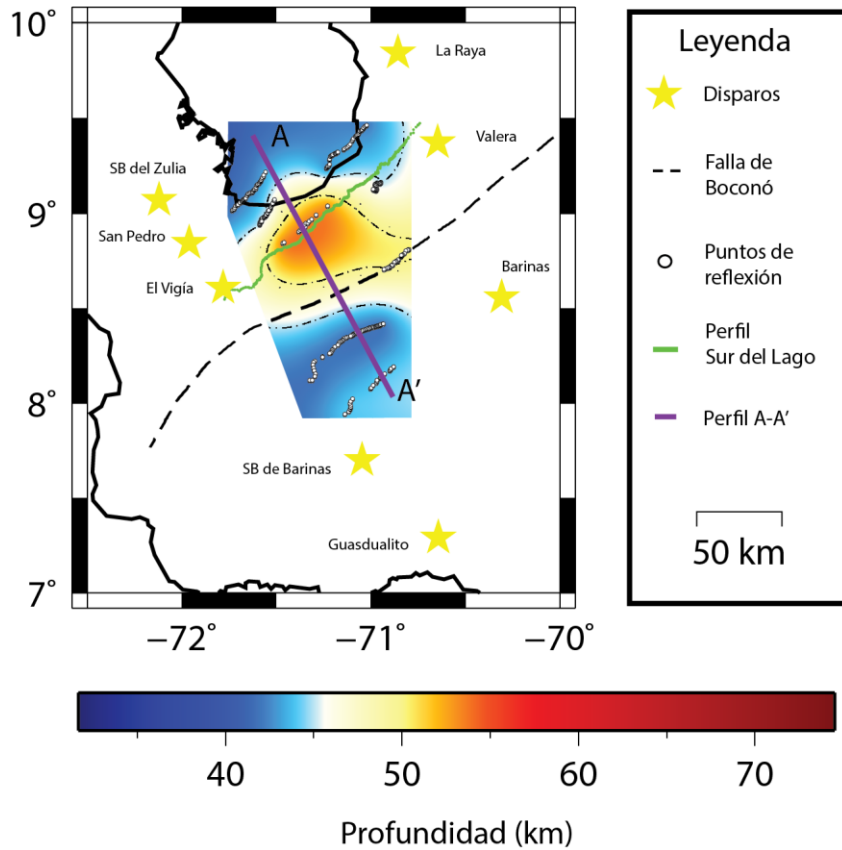 10°
9°
8°
7°
−72°
−71°
−70°
La Raya
A
Valera
SB del Zulia
San Pedro
El Vigía
Barinas
A'
SB de Barinas
Guasdualito
Leyenda
Disparos
Falla de
Boconó
Puntos de
reflexión
Perfil
Sur del Lago
Perfil A-A'
50 km
40
50
60
70
Profundidad (km)